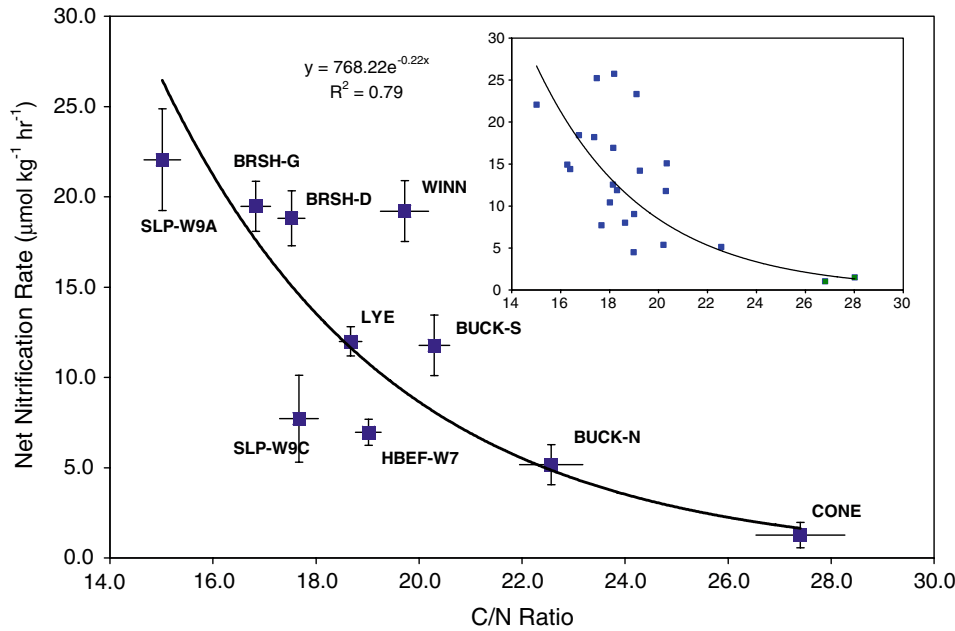 30.0
25.0
20.0
15.0
10.0
5.0
0.0
Net Nitrification Rate (μmol kg⁻¹ hr⁻¹)
y = 768.22e⁻⁰·²²ˣ
R² = 0.79
SLP-W9A
BRSH-G
BRSH-D
WINN
LYE
BUCK-S
SLP-W9C
HBEF-W7
BUCK-N
CONE
30
25
20
15
10
5
0
14 16 18 20 22 24 26 28 30
14.0 16.0 18.0 20.0 22.0 24.0 26.0 28.0 30.0
C/N Ratio